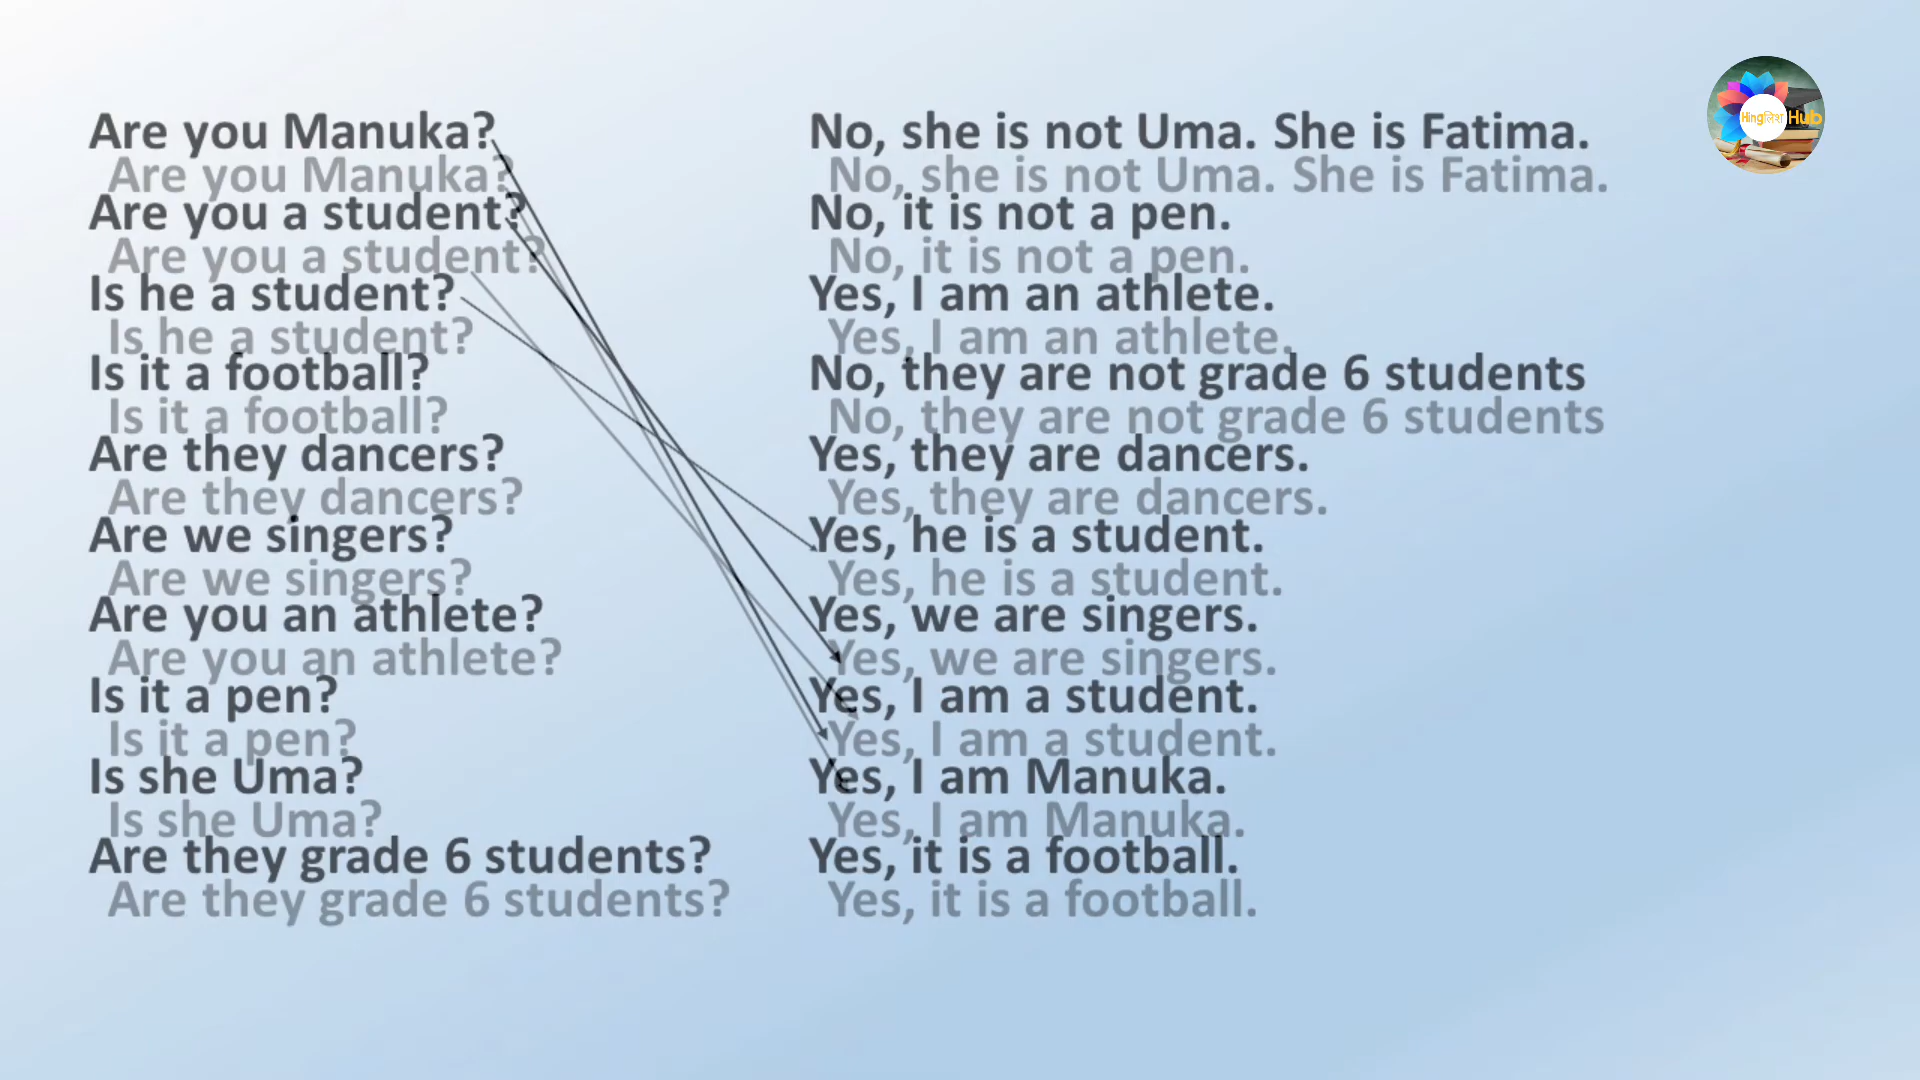 Are you Manuka?
Are you Manuka?
Are you a student?
Are you a student?
Is he a student?
Is he a student?
Is it a football?
Is it a football?
Are they dancers?
Are they dancers?
Are we singers?
Are we singers?
Are you an athlete?
Are you an athlete?
Is it a pen?
Is it a pen?
Is she Uma?
Is she Uma?
Are they grade 6 students?
Are they grade 6 students?
No, she is not Uma. She is Fatima.
No, she is not Uma. She is Fatima.
No, it is not a pen.
No, it is not a pen.
Yes, I am an athlete.
Yes, I am an athlete.
No, they are not grade 6 students
No, they are not grade 6 students
Yes, they are dancers.
Yes, they are dancers.
Yes, he is a student.
Yes, he is a student.
Yes, we are singers.
Yes, we are singers.
Yes, I am a student.
Yes, I am a student.
Yes, I am Manuka.
Yes, I am Manuka.
Yes, it is a football.
Yes, it is a football.
Hingलिश Hub